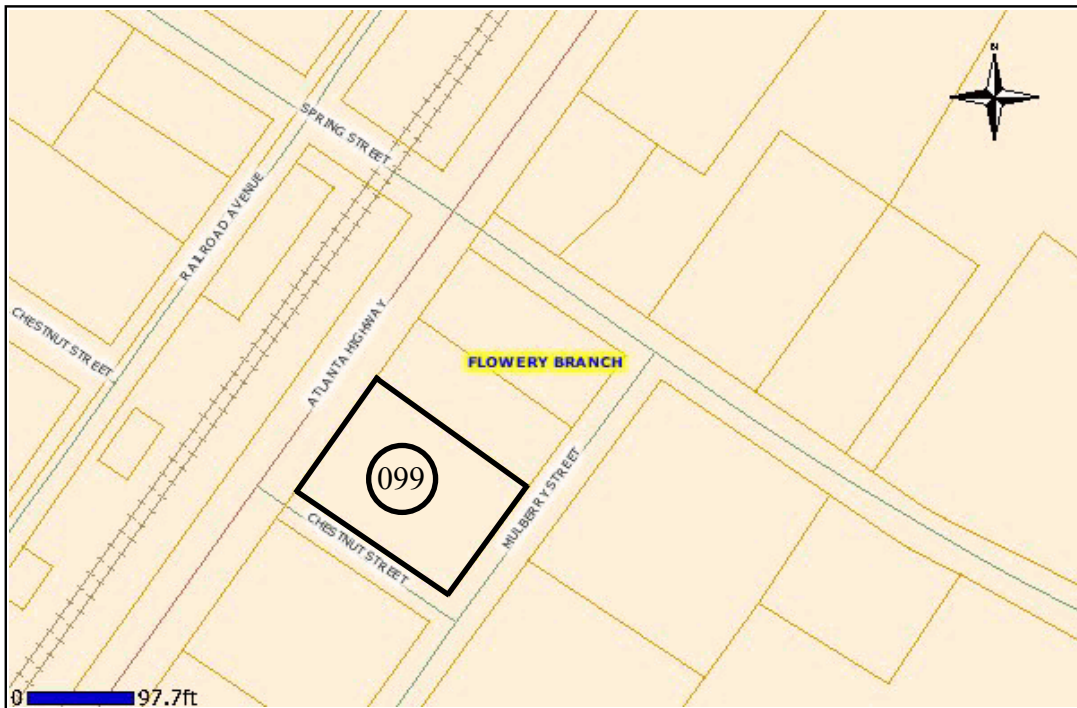 N
SPRING STREET
RAILROAD AVENUE
CHESTNUT STREET
ATLANTA HIGHWAY
FLOWERY BRANCH
099
MULBERRY STREET
CHESTNUT STREET
0 97.7ft